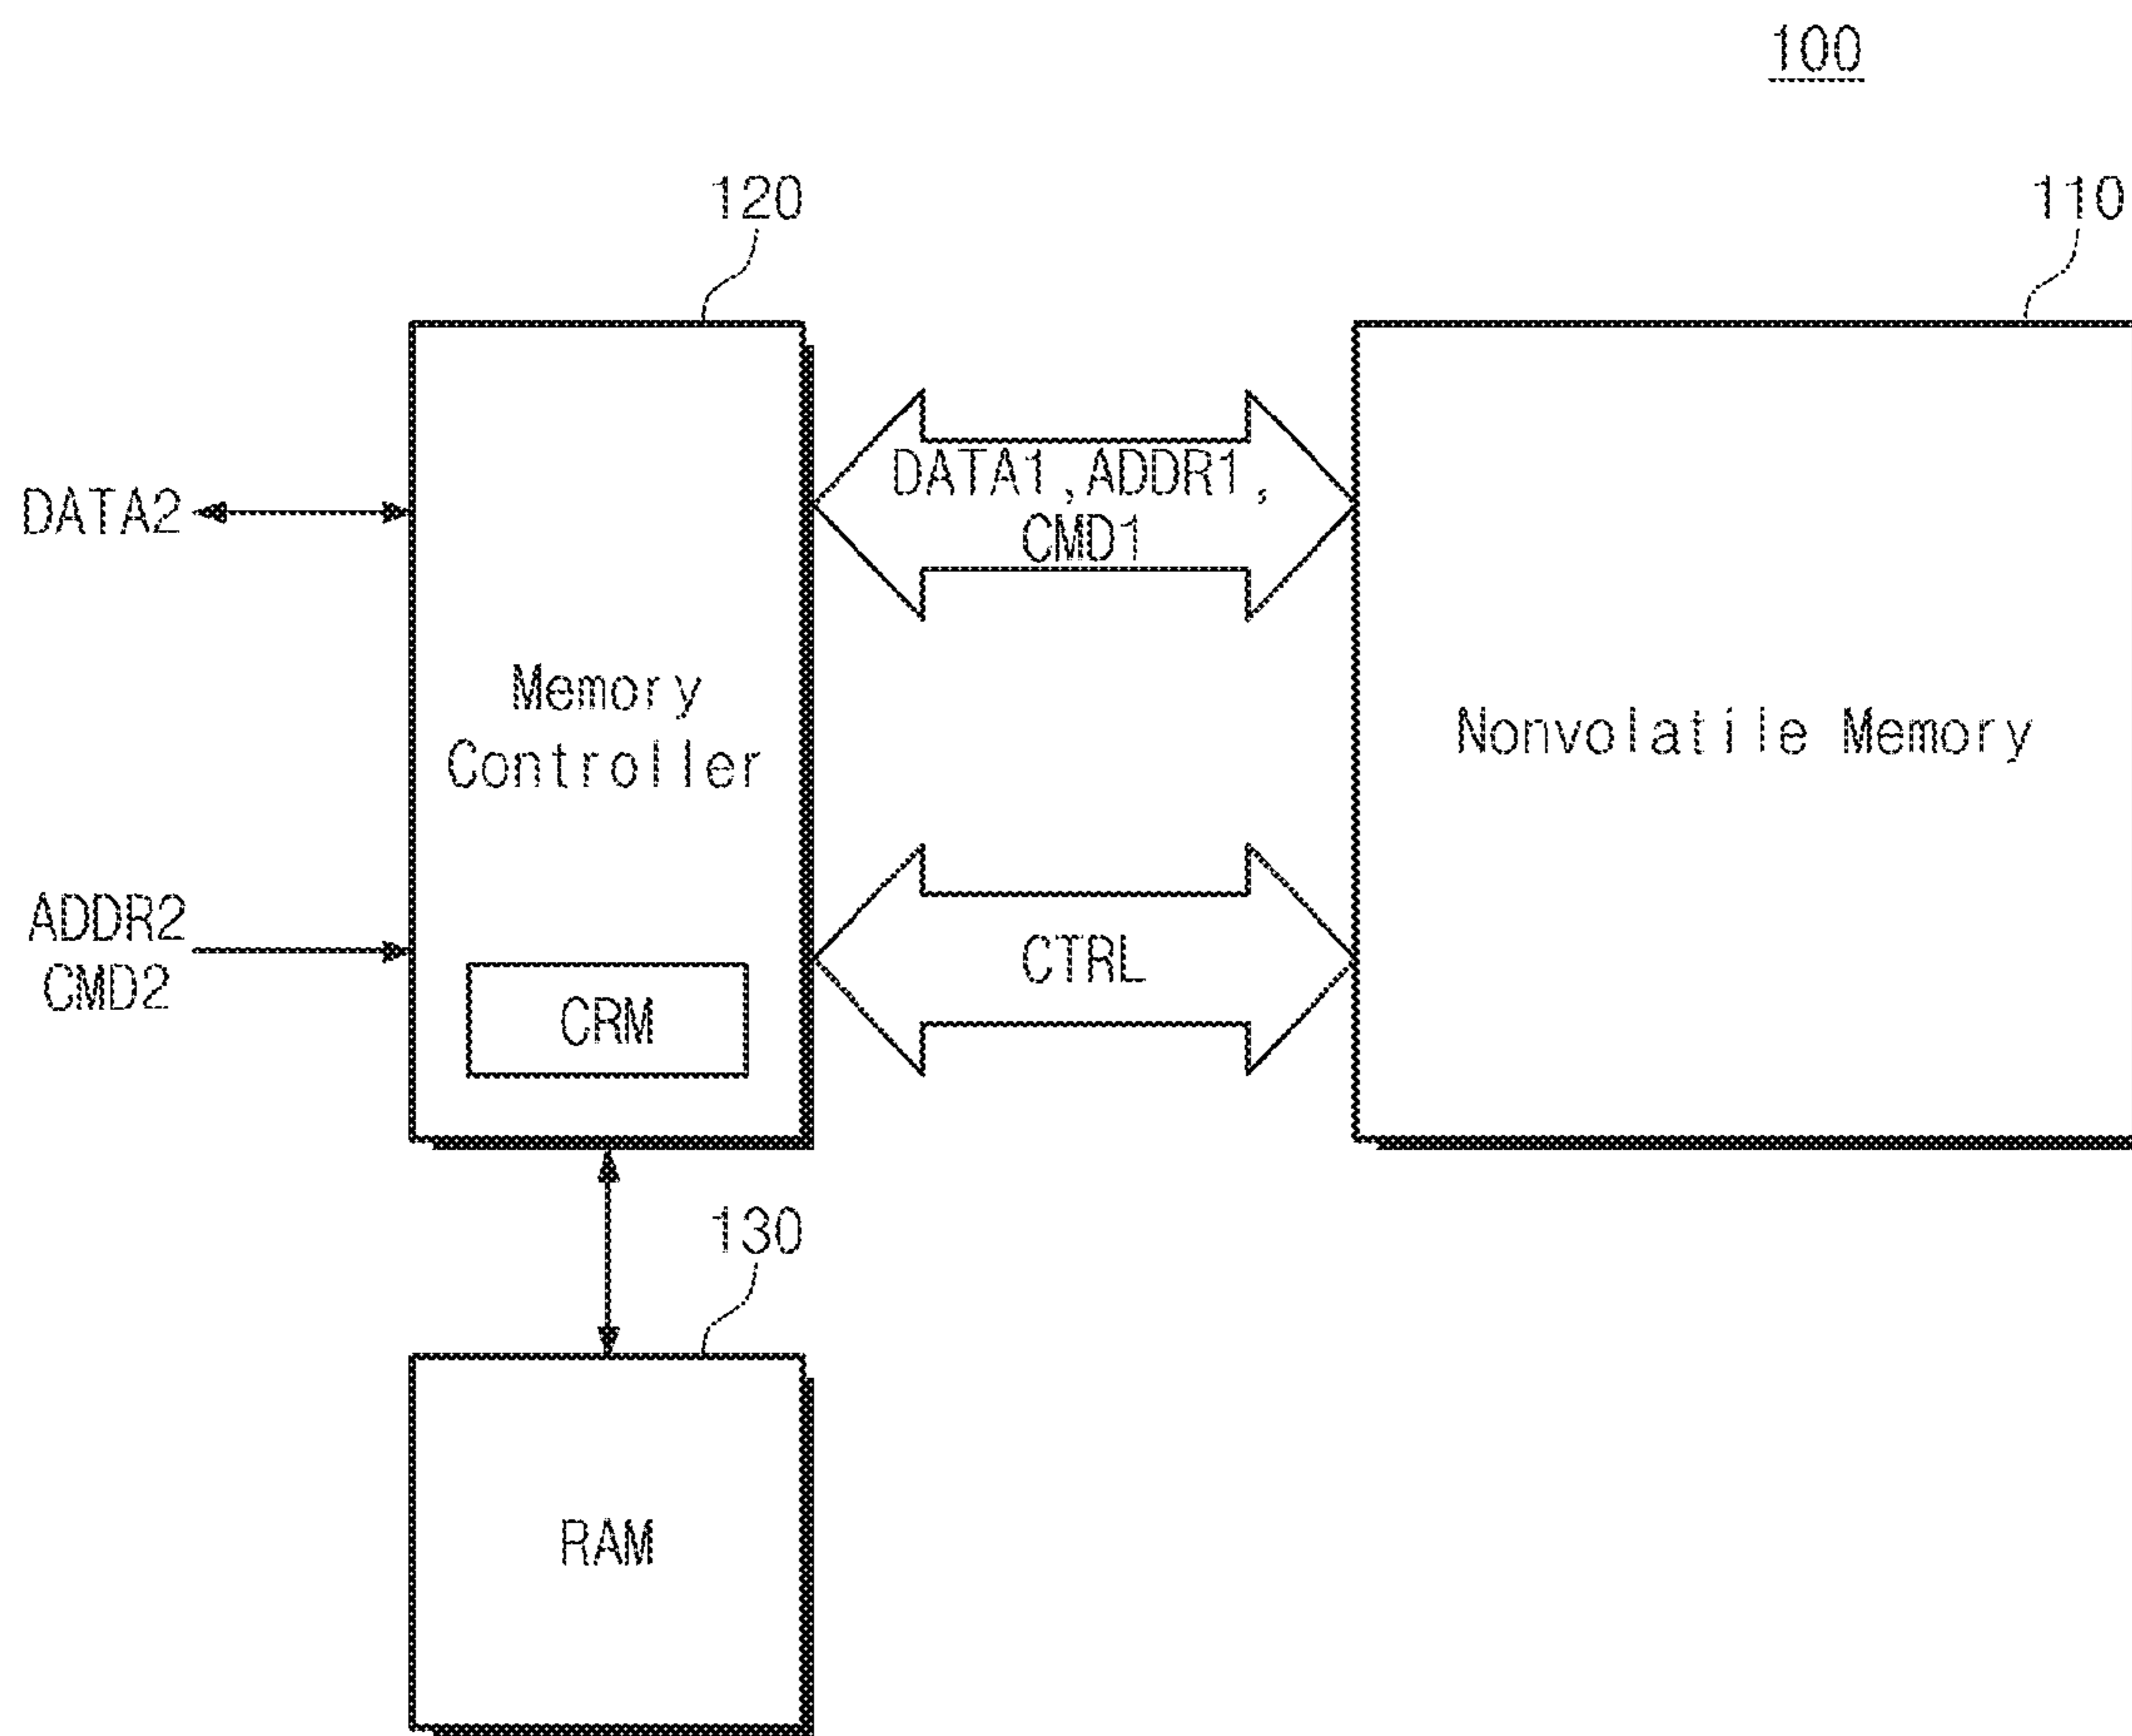 100
120
110
DATA1,ADDR1,
CMD1
DATA2
Memory
Controller
Nonvolatile Memory
ADDR2
CMD2
CTRL
CRM
130
RAM